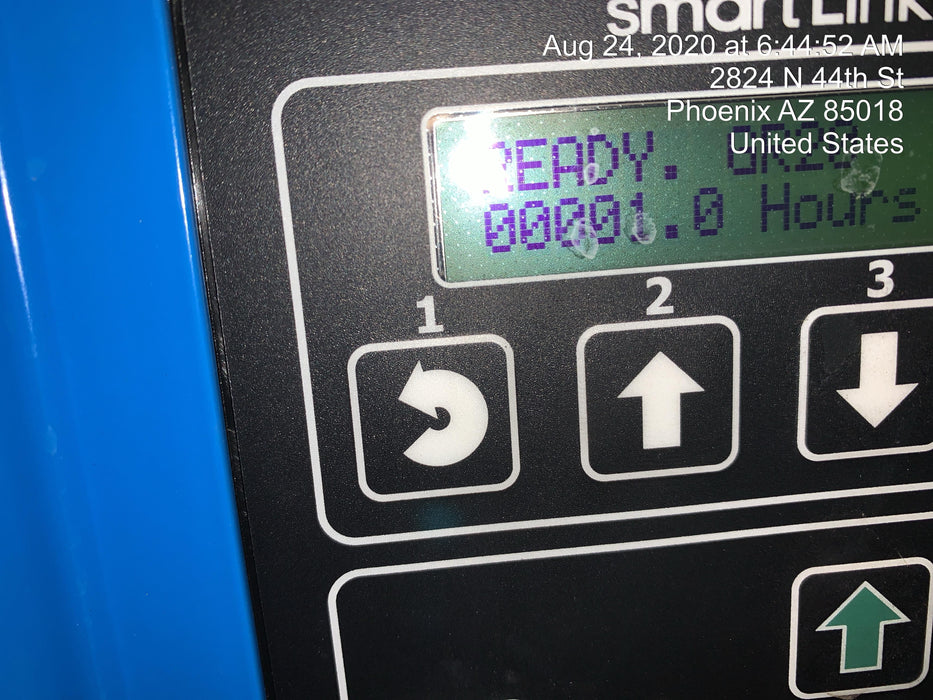 smartLink
Aug 24, 2020 at 6:44:52 AM
2824 N 44th St
Phoenix AZ 85018
United States
READY.
00001.0 Hours
1
2
3